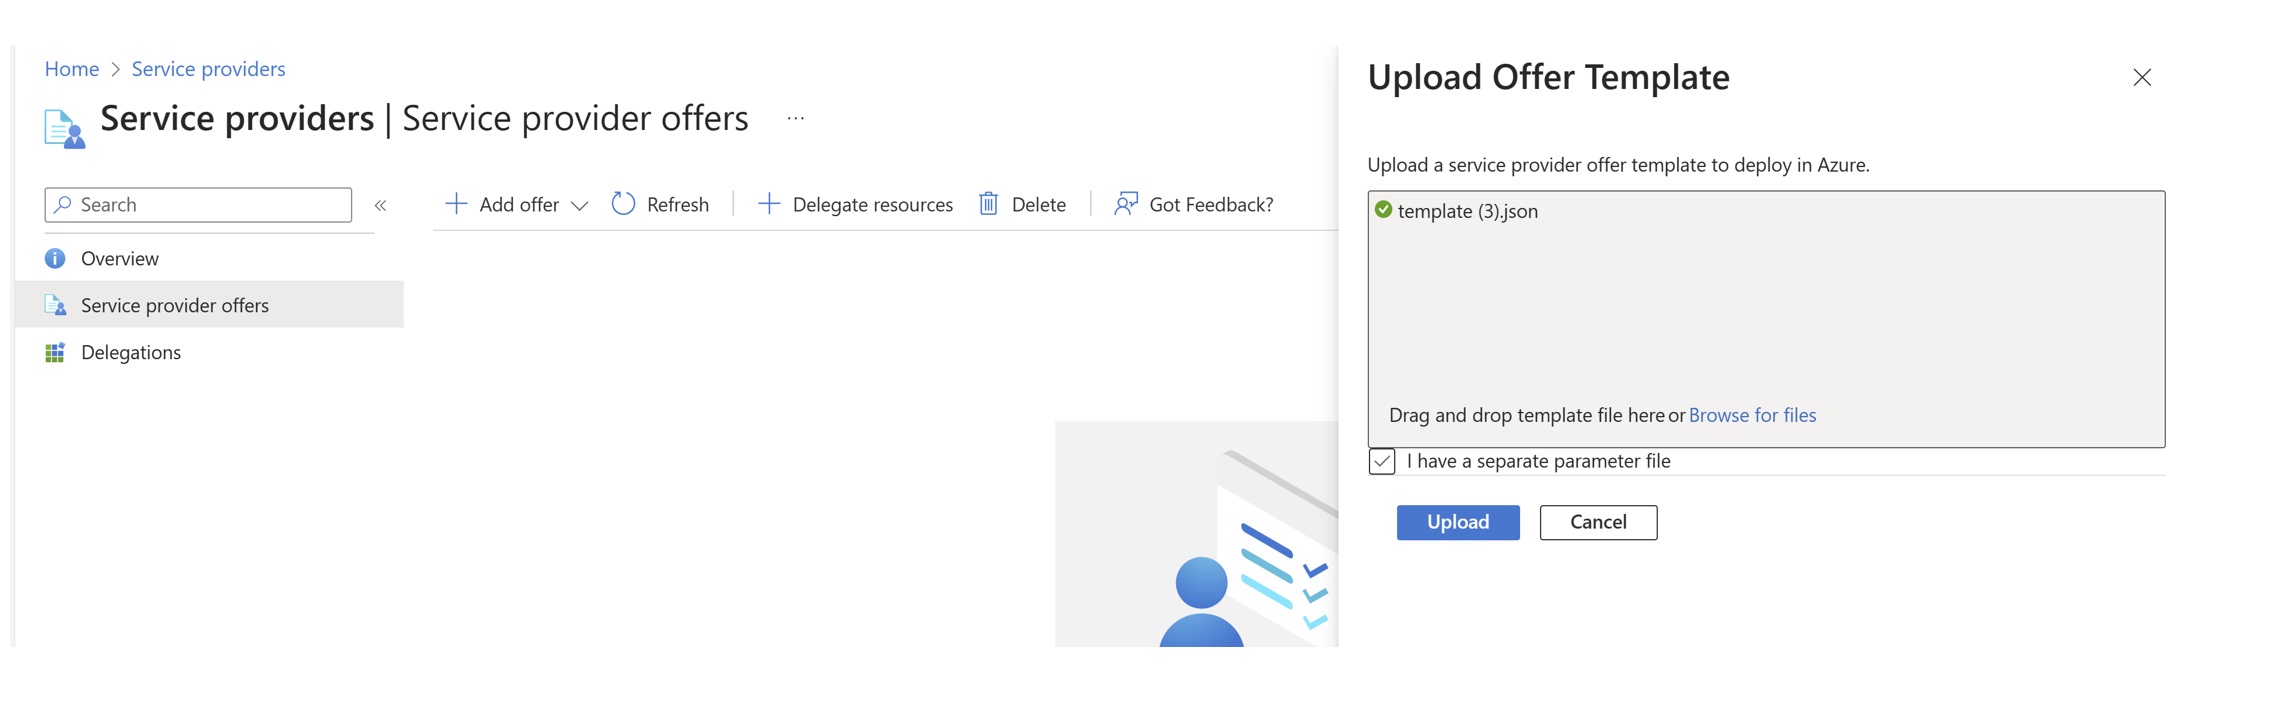 Home > Service providers
Service providers | Service provider offers ...
Search «
Overview
Service provider offers
Delegations
+ Add offer Refresh + Delegate resources Delete Got Feedback?
Upload Offer Template
Upload a service provider offer template to deploy in Azure.
template (3).json
Drag and drop template file here or Browse for files
I have a separate parameter file
Upload Cancel